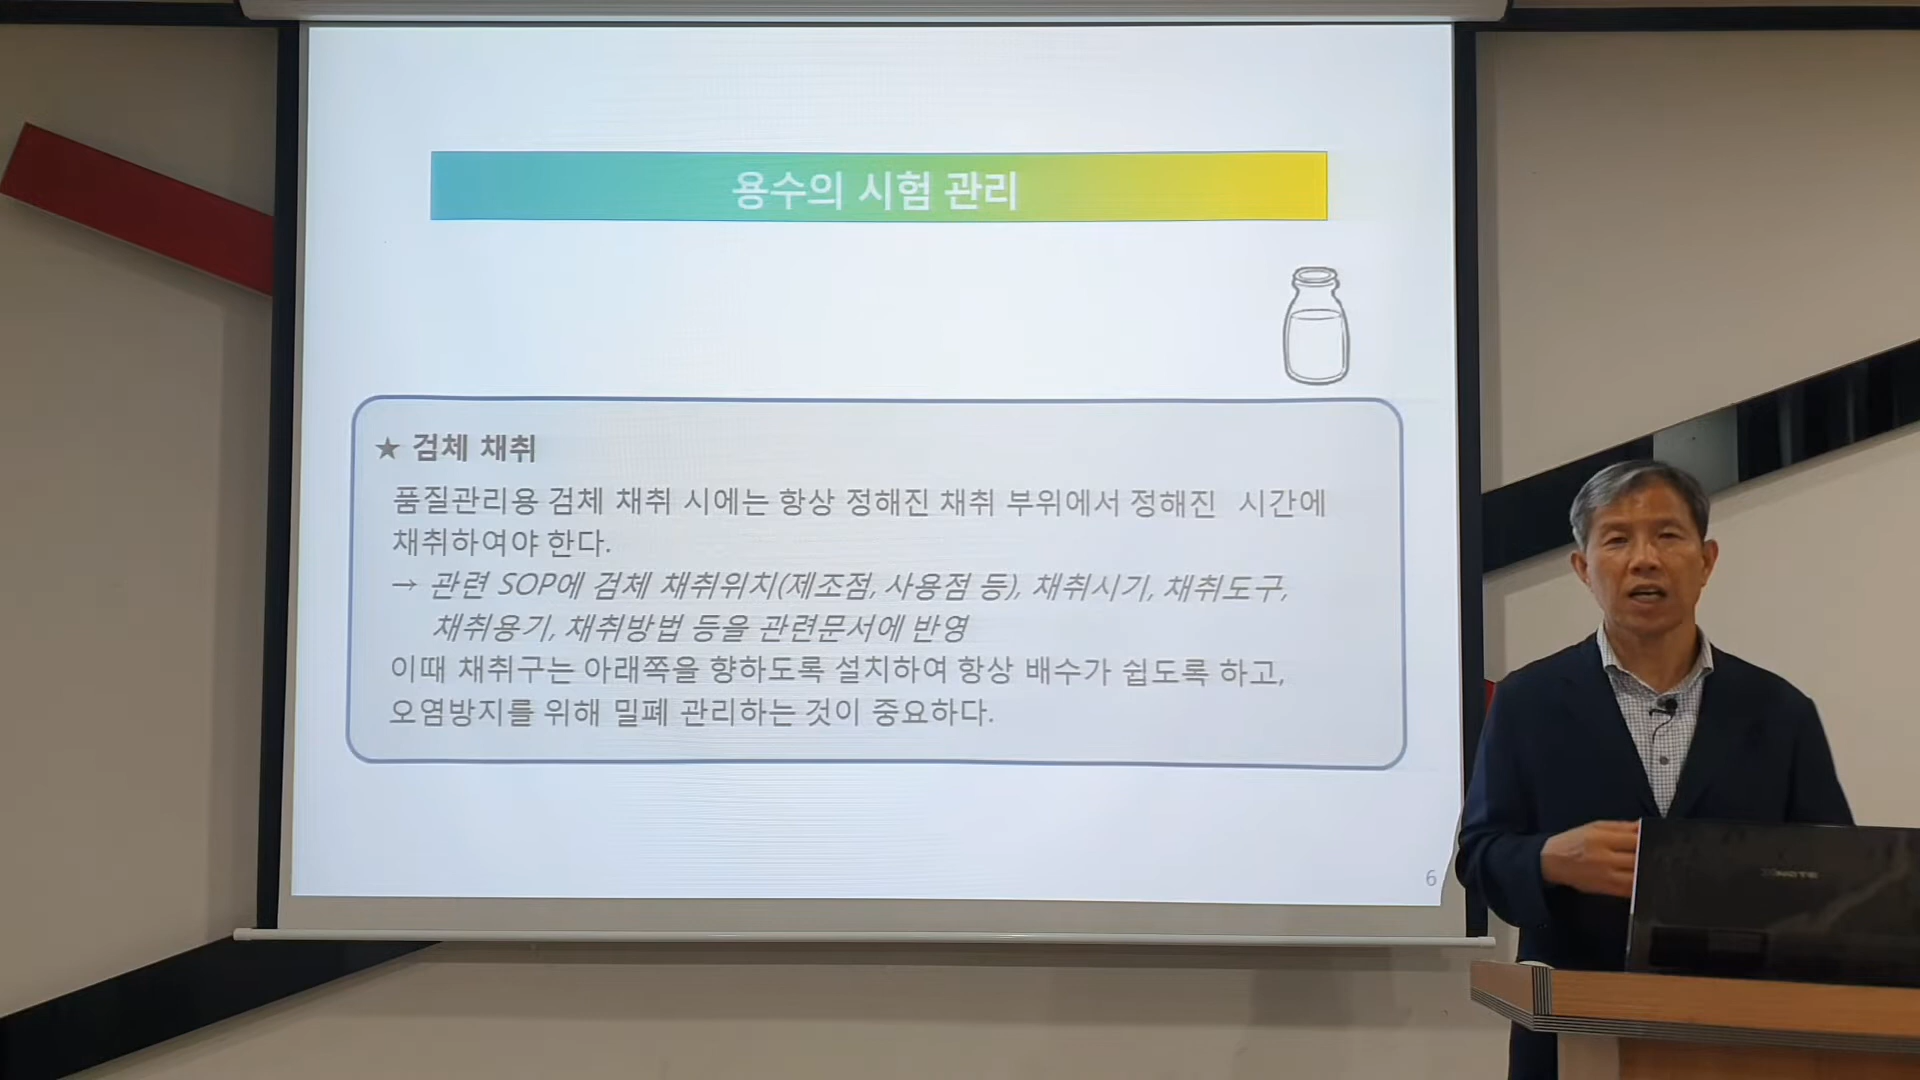 용수의 시험 관리
★ 검체 채취
품질관리용 검체 채취 시에는 항상 정해진 채취 부위에서 정해진 시간에
채취하여야 한다.
→ 관련 SOP에 검체 채취위치(제조점, 사용점 등), 채취시기, 채취도구,
채취용기, 채취방법 등을 관련문서에 반영
이때 채취구는 아래쪽을 향하도록 설치하여 항상 배수가 쉽도록 하고,
오염방지를 위해 밀폐 관리하는 것이 중요하다.
6